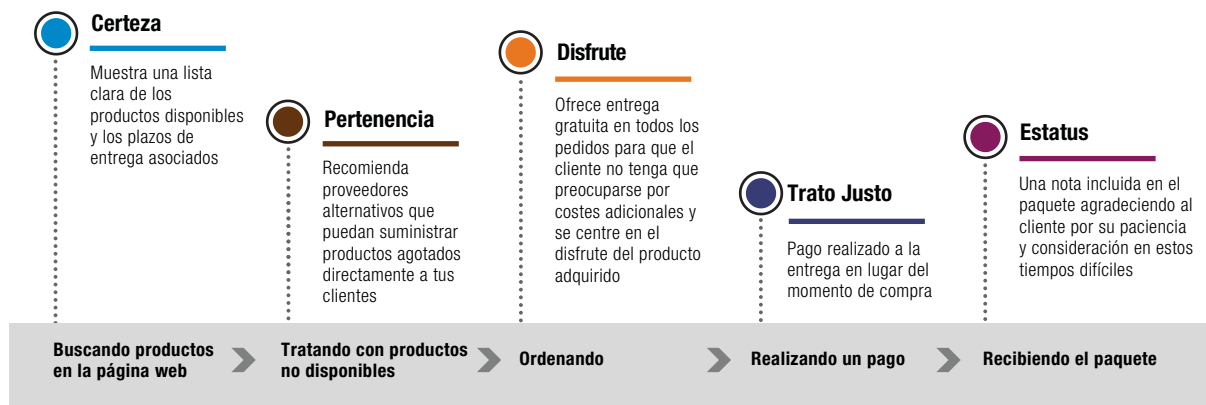 Certeza
Muestra una lista
clara de los
productos disponibles
y los plazos de
entrega asociados
Pertenencia
Recomienda
proveedores
alternativos que
puedan suministrar
productos agotados
directamente a tus
clientes
Disfrute
Ofrece entrega
gratuita en todos los
pedidos para que el
cliente no tenga que
preocuparse por
costes adicionales y
se centre en el
disfrute del producto
adquirido
Trato Justo
Pago realizado a la
entrega en lugar del
momento de compra
Estatus
Una nota incluida en el
paquete agradeciendo al
cliente por su paciencia
y consideración en estos
tiempos difíciles
Buscando productos
en la página web
Tratando con productos
no disponibles
Ordenando
Realizando un pago
Recibiendo el paquete